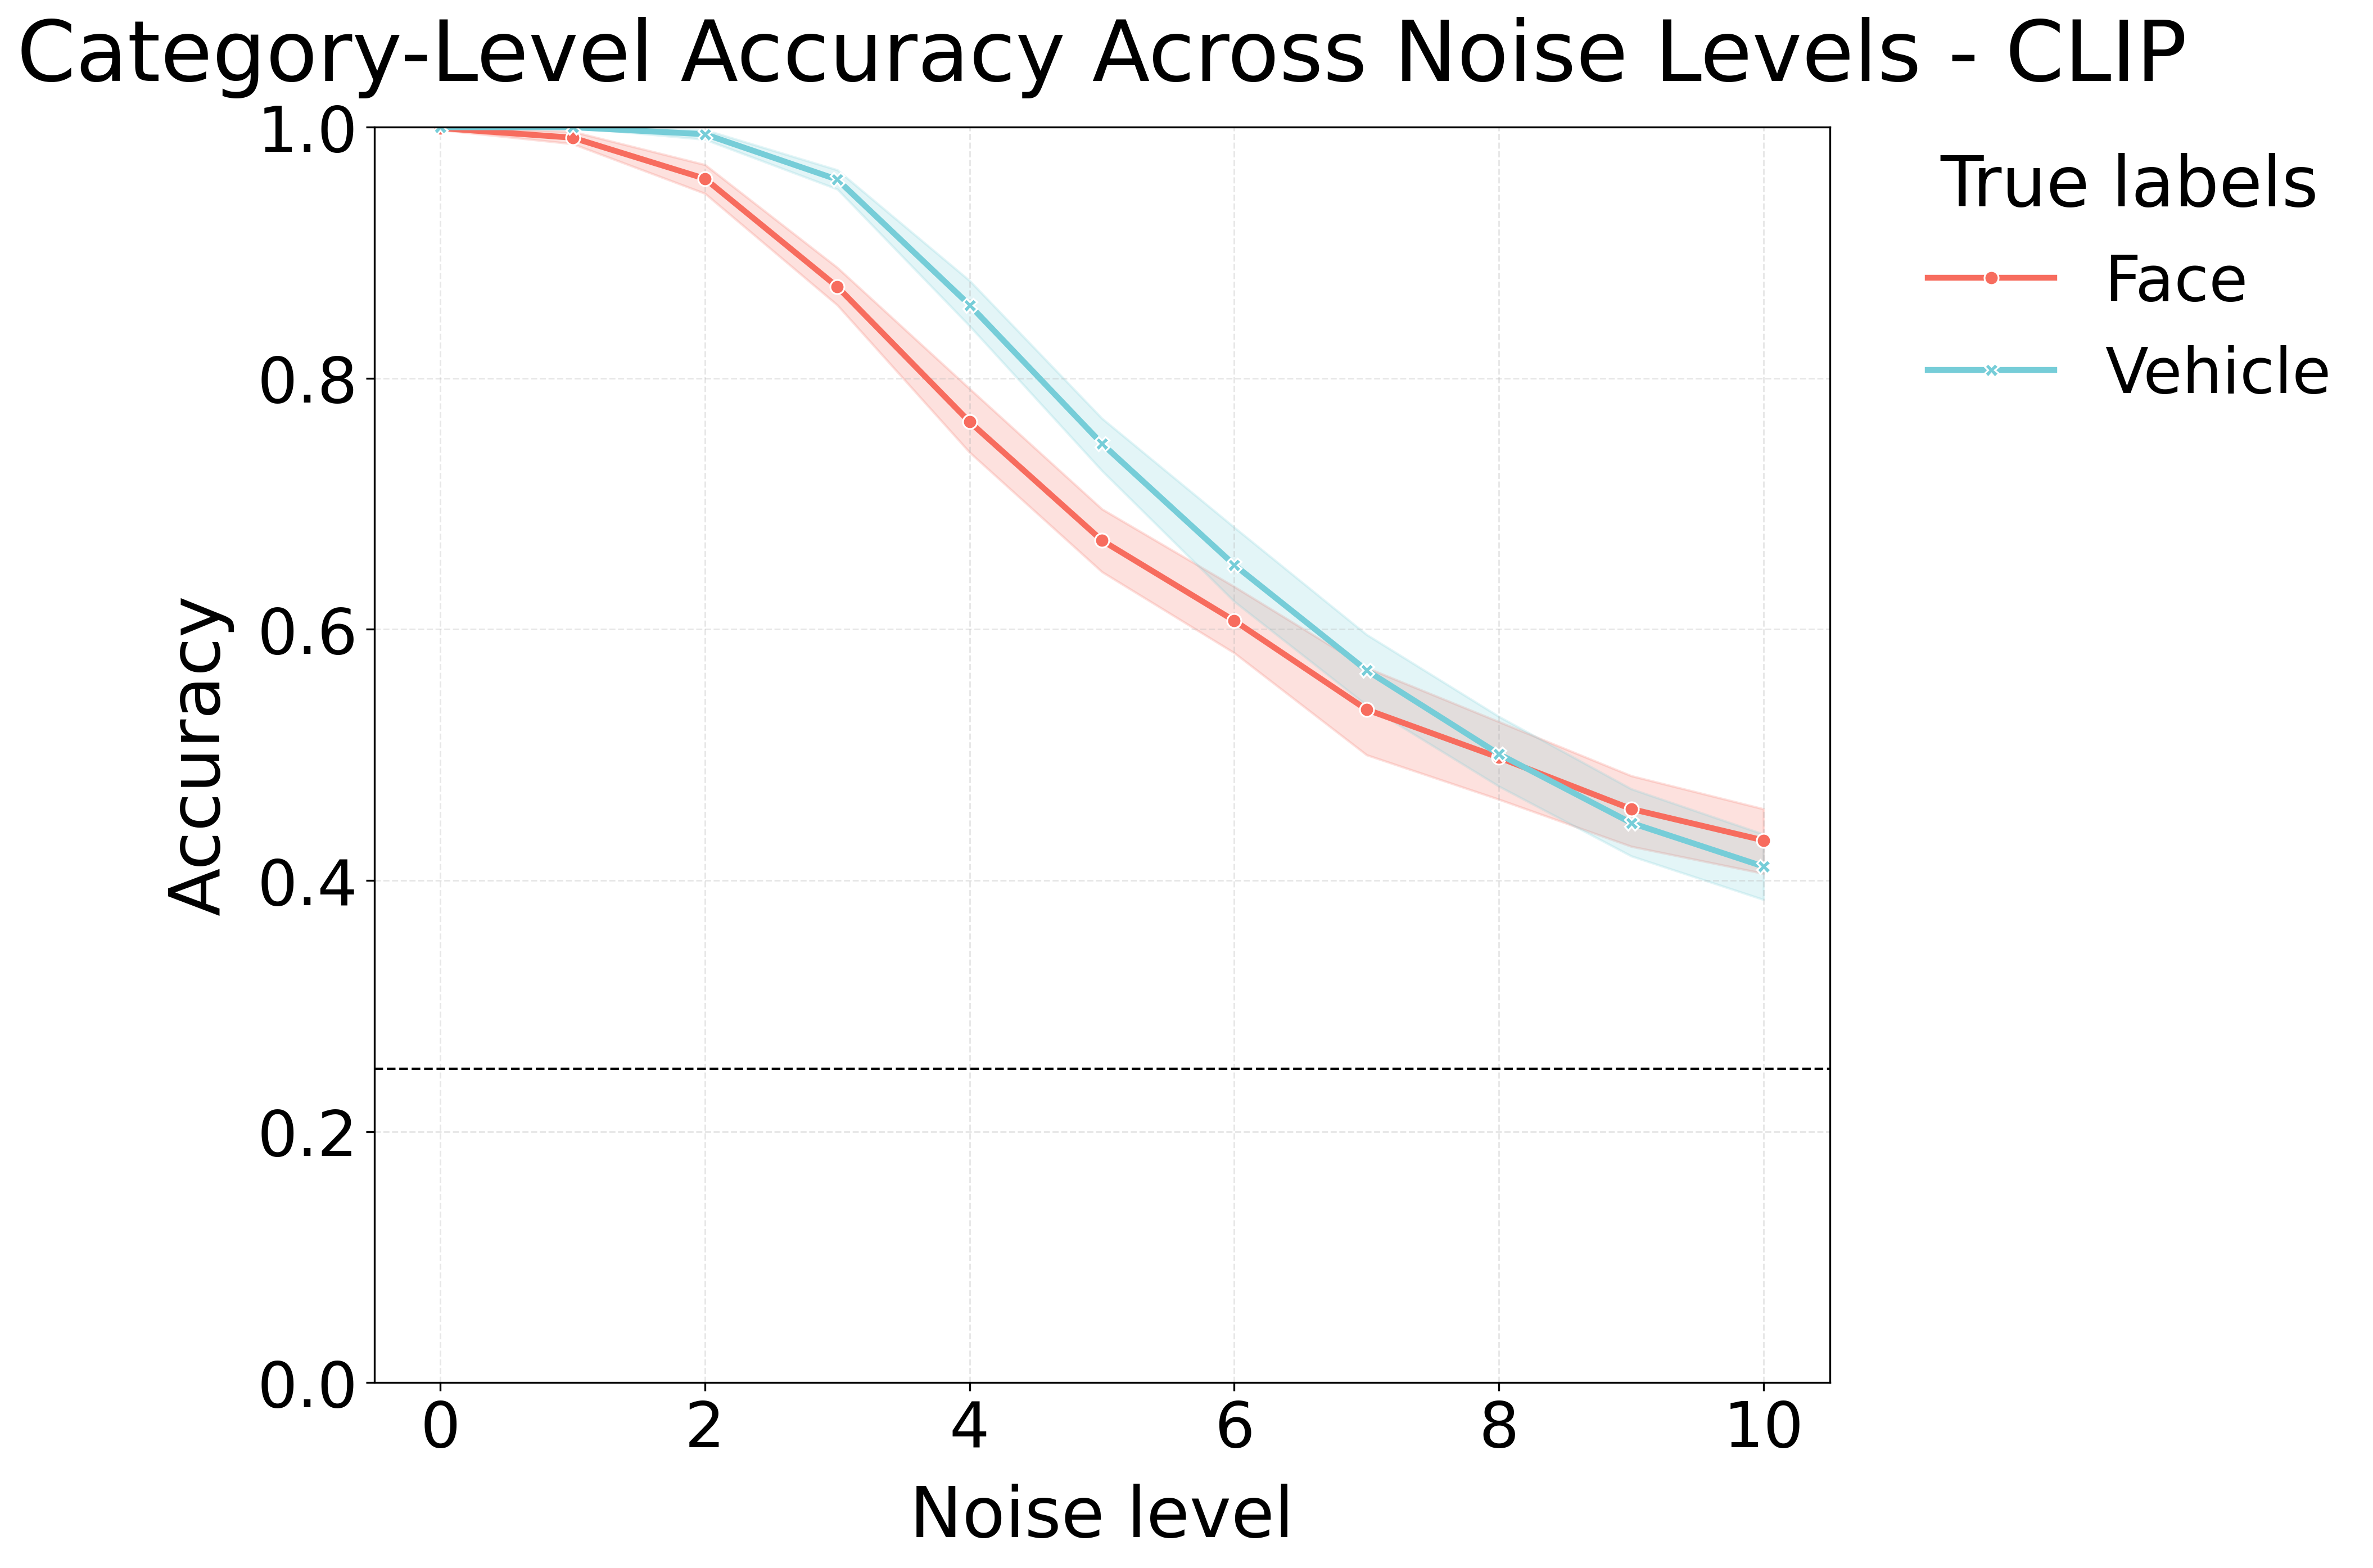 Category-Level Accuracy Across Noise Levels - CLIP
1.0
0.8
0.6
0.4
0.2
0.0
Accuracy
0 2 4 6 8 10
Noise level
True labels
Face
Vehicle